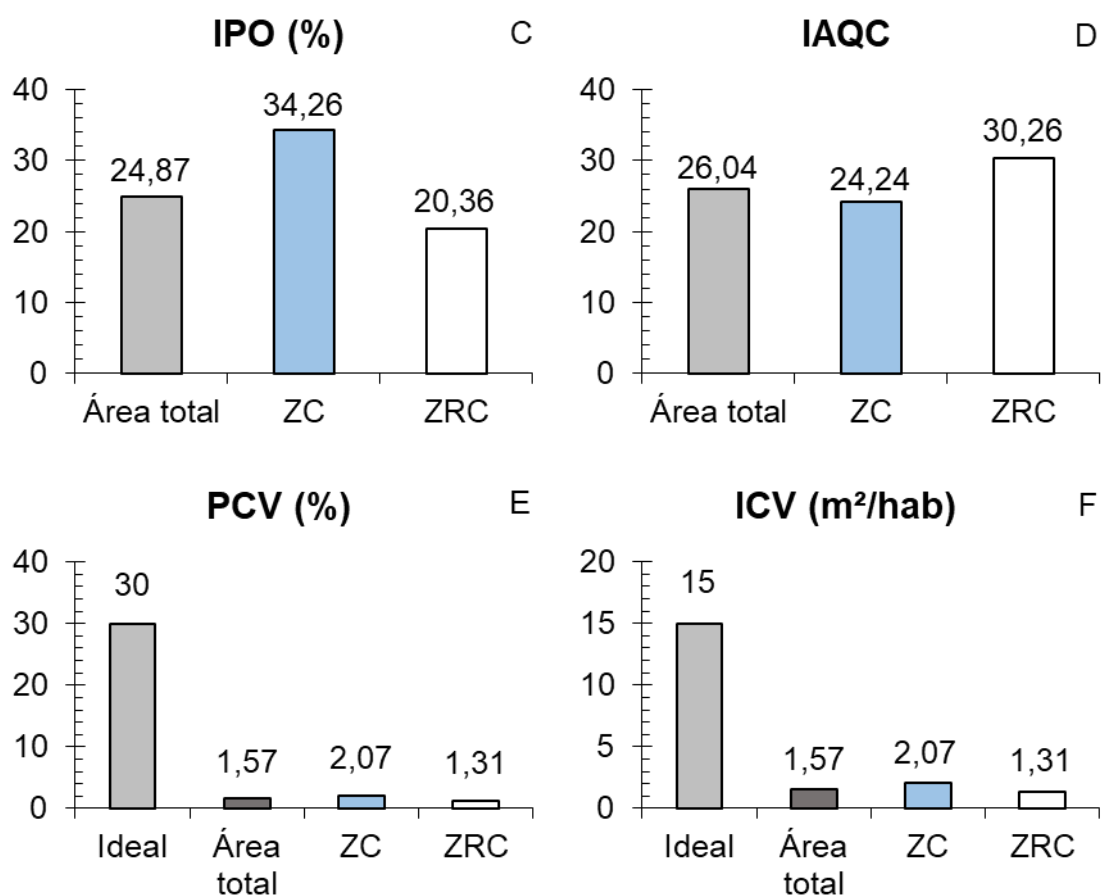 IPO (%)
C
40
30
20
10
0
24,87
34,26
20,36
Área total
ZC
ZRC
IAQC
D
40
30
20
10
0
26,04
24,24
30,26
Área total
ZC
ZRC
PCV (%)
E
40
30
20
10
0
30
1,57
2,07
1,31
Ideal
Área
total
ZC
ZRC
ICV (m²/hab)
F
20
15
10
5
0
15
1,57
2,07
1,31
Ideal
Área
total
ZC
ZRC